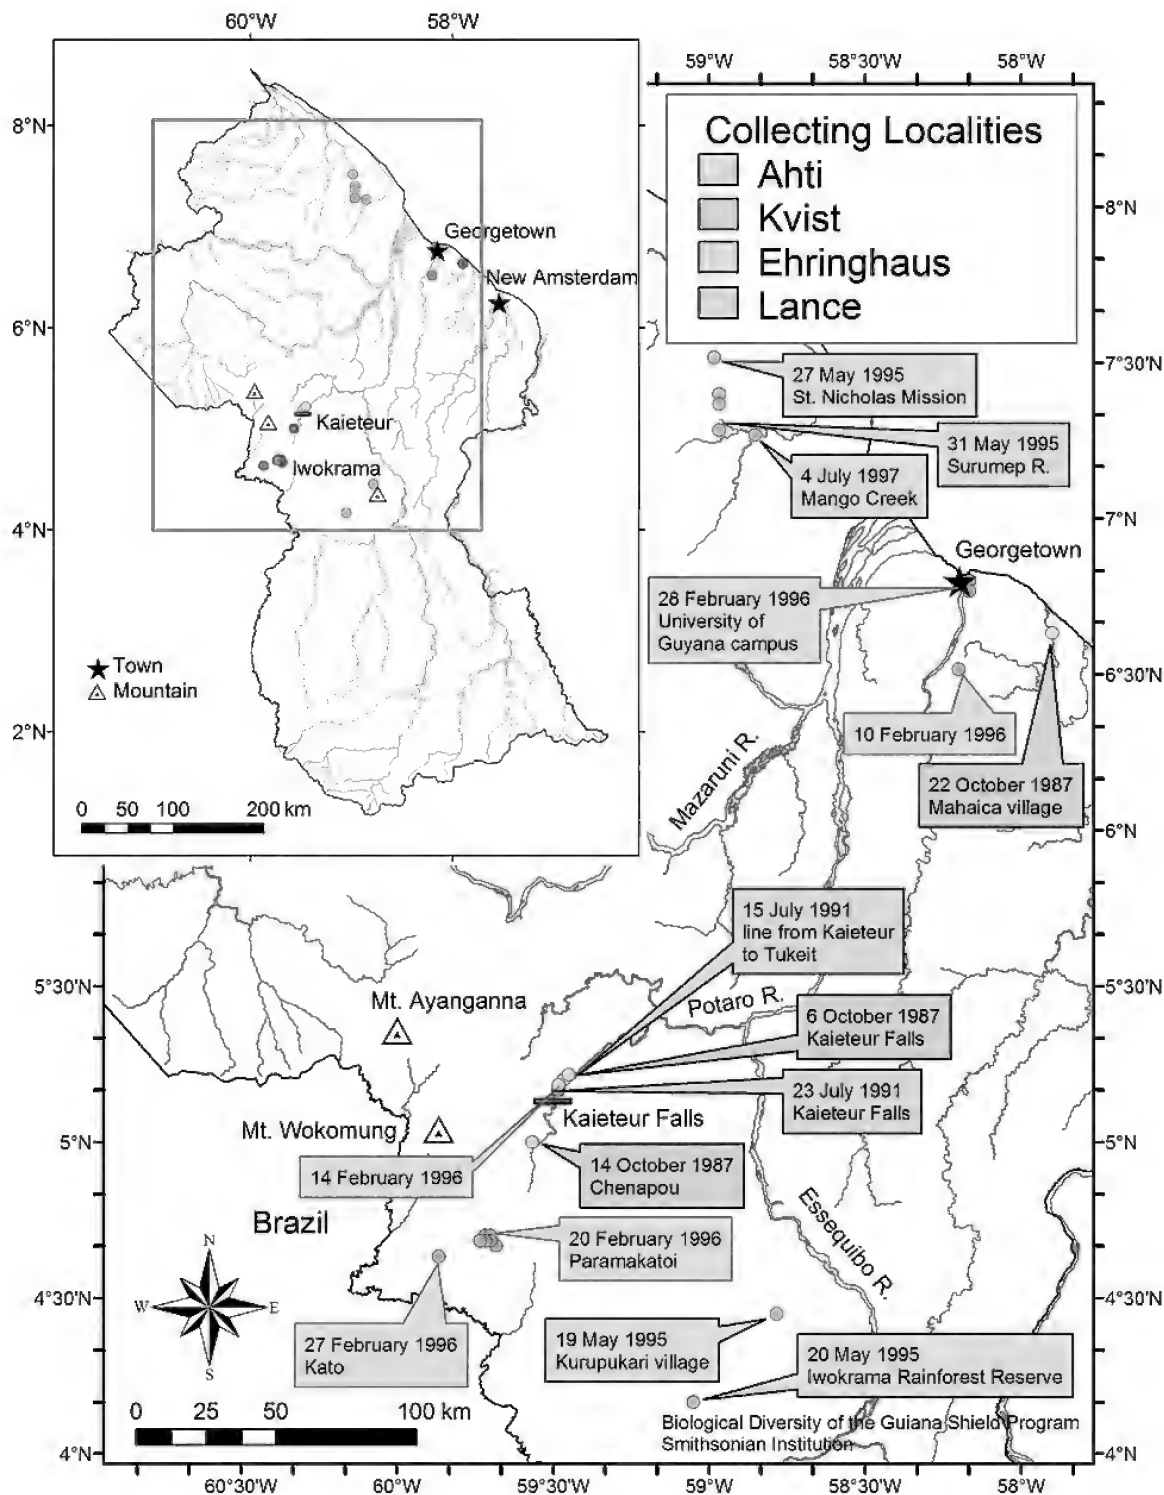 60°W
58°W
8°N
6°N
4°N
2°N
Georgetown
New Amsterdam
Kaieteur
Iwokrama
Town
Mountain
0 50 100 200 km
59°W
58°30'W
58°W
Collecting Localities
Ahti
Kvist
Ehringhaus
Lance
8°N
7°30'N
7°N
6°30'N
6°N
5°30'N
5°N
4°30'N
4°N
27 May 1995
St. Nicholas Mission
31 May 1995
Surumep R.
4 July 1997
Mango Creek
Georgetown
28 February 1996
University of
Guyana campus
10 February 1996
22 October 1987
Mahaica village
Mazaruni R.
15 July 1991
line from Kaieteur
to Tukeit
Potaro R.
6 October 1987
Kaieteur Falls
23 July 1991
Kaieteur Falls
5°30'N
5°N
4°30'N
4°N
Mt. Ayanganna
Mt. Wokomung
Kaieteur Falls
14 February 1996
14 October 1987
Chenapou
Brazil
20 February 1996
Paramakatoi
Essequibo R.
N
W
E
S
27 February 1996
Kato
19 May 1995
Kurupukari village
20 May 1995
Iwokrama Rainforest Reserve
0 25 50 100 km
Biological Diversity of the Guiana Shield Program
Smithsonian Institution
60°30'W
60°W
59°30'W
59°W
58°30'W
58°W